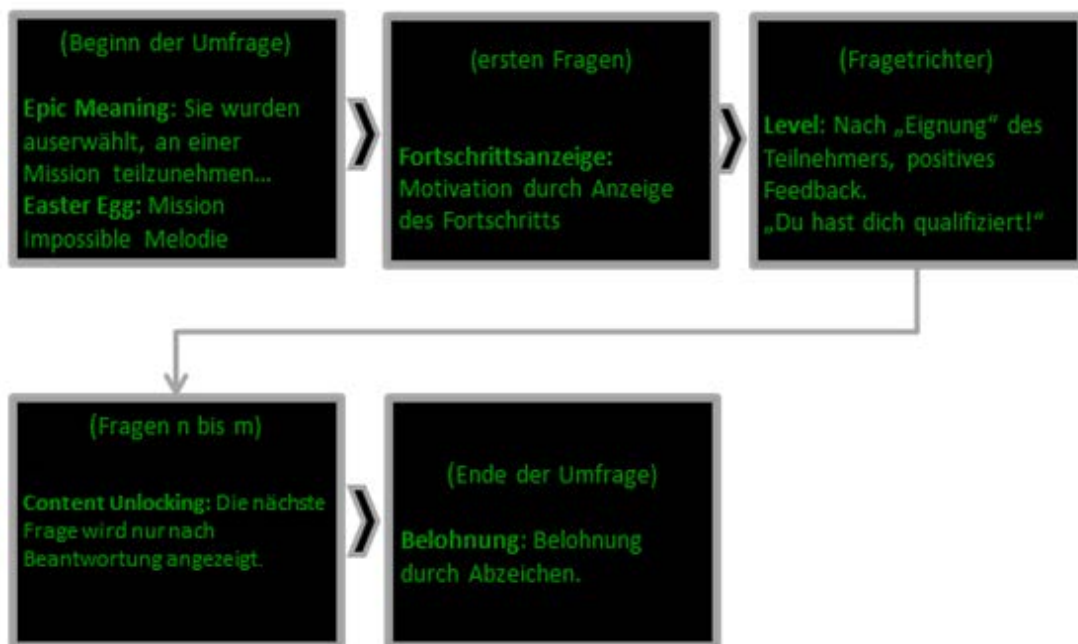 (Beginn der Umfrage)
Epic Meaning: Sie wurden
auserwählt, an einer
Mission teilzunehmen...
Easter Egg: Mission
Impossible Melodie
(ersten Fragen)
Fortschrittsanzeige:
Motivation durch Anzeige
des Fortschritts
(Fragetrichter)
Level: Nach „Eignung“ des
Teilnehmers, positives
Feedback.
„Du hast dich qualifiziert!“
(Fragen n bis m)
Content Unlocking: Die nächste
Frage wird nur nach
Beantwortung angezeigt.
(Ende der Umfrage)
Belohnung: Belohnung
durch Abzeichen.